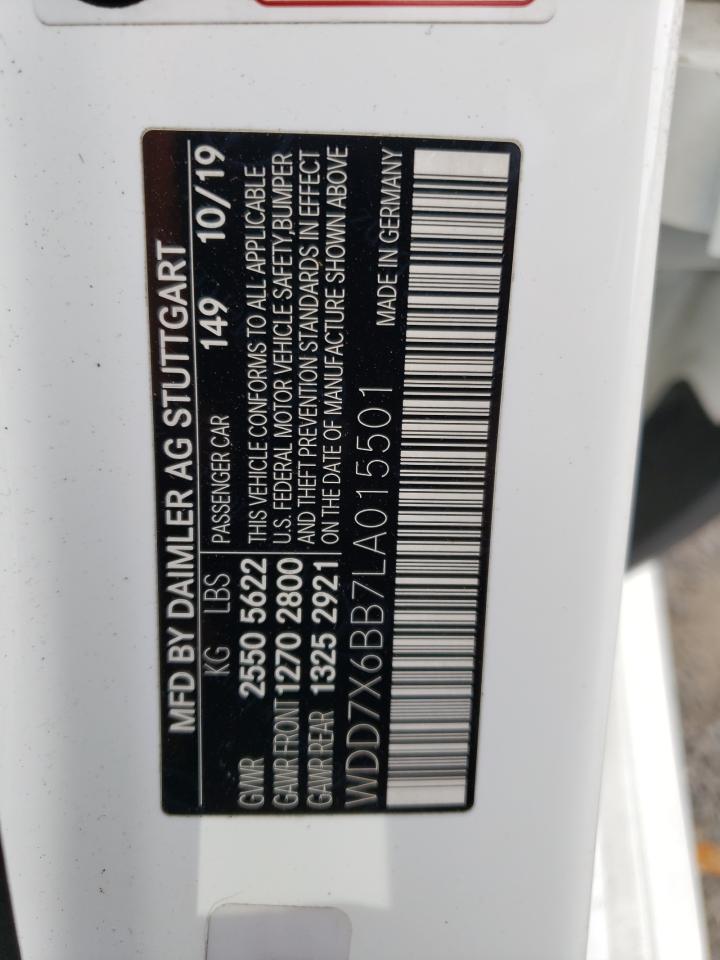 MFD BY DAIMLER AG STUTTGART
KG LBS PASSENGER CAR 149 10/19
GVWR 2550 5622 THIS VEHICLE CONFORMS TO ALL APPLICABLE
GAWR FRONT 1270 2800 U.S. FEDERAL MOTOR VEHICLE SAFETY,BUMPER
GAWR REAR 1325 2921 AND THEFT PREVENTION STANDARDS IN EFFECT
ON THE DATE OF MANUFACTURE SHOWN ABOVE
WDD7X6BB7LA015501 MADE IN GERMANY